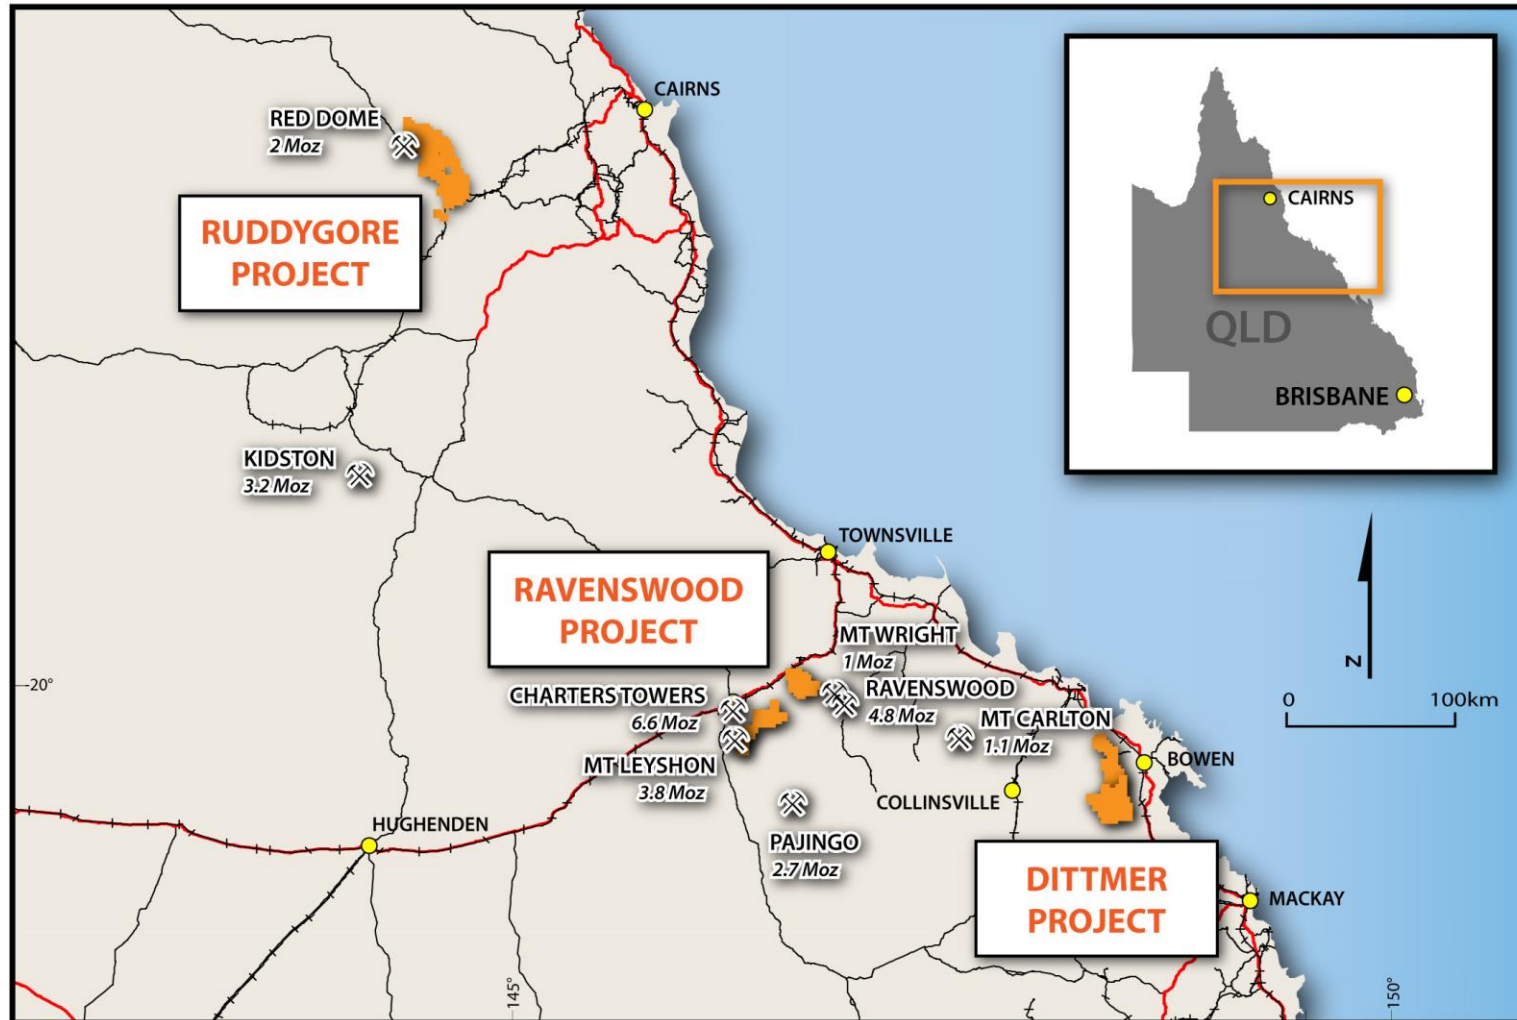 CAIRNS
RED DOME
2 Moz
RUDDYGORE
PROJECT
KIDSTON
3.2 Moz
TOWNSVILLE
RAVENSWOOD
PROJECT
MT WRIGHT
1 Moz
CHARTERS TOWERS
6.6 Moz
RAVENSWOOD
4.8 Moz
MT CARLTON
1.1 Moz
MT LEYSHON
3.8 Moz
BOWEN
COLLINSVILLE
PAJINGO
2.7 Moz
HUGHENDEN
DITTMER
PROJECT
MACKAY
-20°
145°
150°
CAIRNS
QLD
BRISBANE
N
0 100km